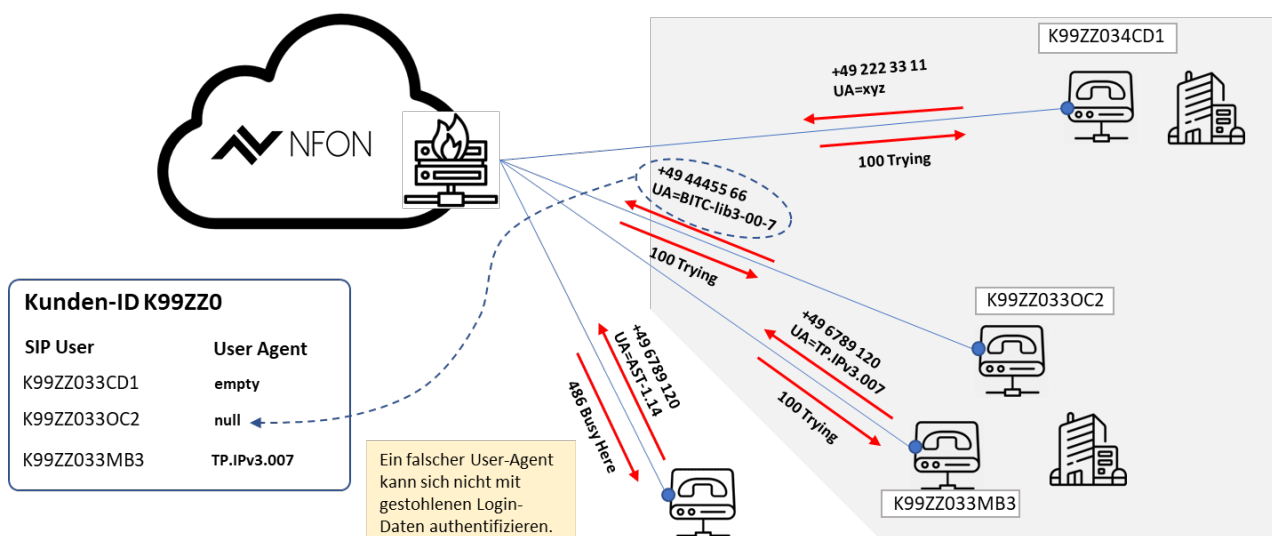 NFON
K99ZZ034CD1
+49 222 33 11
UA=xyz
100 Trying
+49 44455 66
UA=BITC-lib3-00-7
100 Trying
K99ZZ033OC2
+49 6789 120
UA=TP.IPv3.007
100 Trying
K99ZZ033MB3
+49 6789 120
UA=AST-1.14
486 Busy Here
Kunden-ID K99ZZ0
SIP User User Agent
K99ZZ033CD1 empty
K99ZZ033OC2 null
K99ZZ033MB3 TP.IPv3.007
Ein falscher User-Agent
kann sich nicht mit
gestohlenen Login-
Daten authentifizieren.